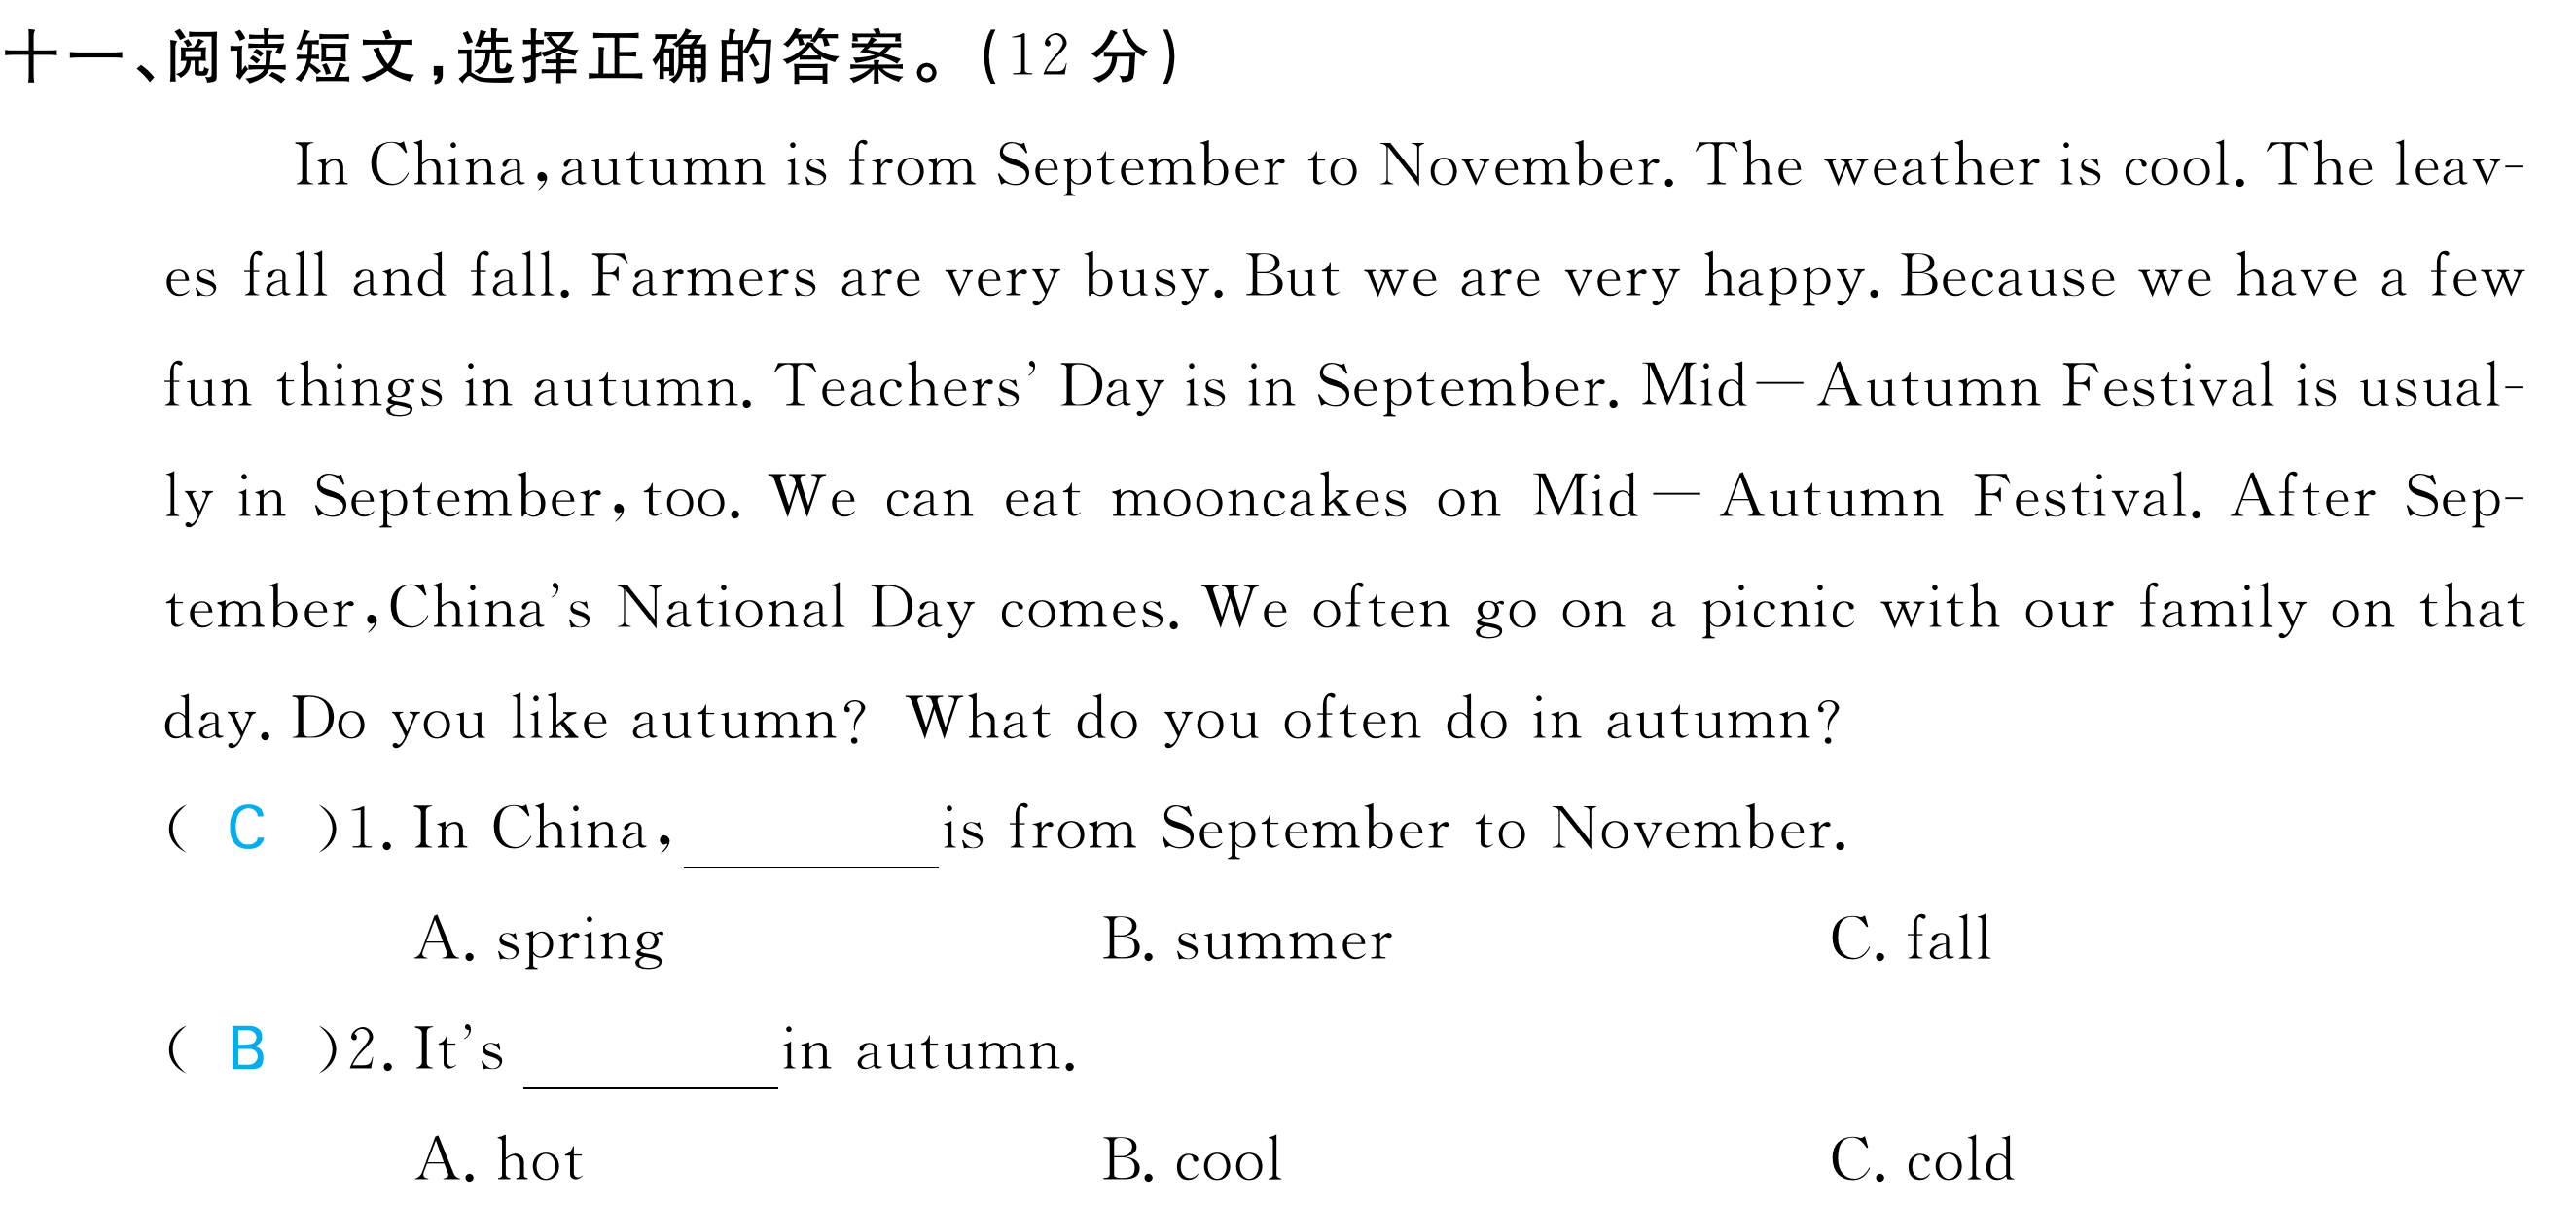 十一、阅读短文,选择正确的答案。(12 分)
In China,autumn is from September to November. The weather is cool. The leav-
es fall and fall. Farmers are very busy. But we are very happy. Because we have a few
fun things in autumn. Teachers’ Day is in September. Mid—Autumn Festival is usual-
ly in September,too. We can eat mooncakes on Mid—Autumn Festival. After Sep-
tember,China’s National Day comes. We often go on a picnic with our family on that
day. Do you like autumn? What do you often do in autumn?
( C )1. In China,________is from September to November.
A. spring B. summer C. fall
( B )2. It’s ________in autumn.
A. hot B. cool C. cold